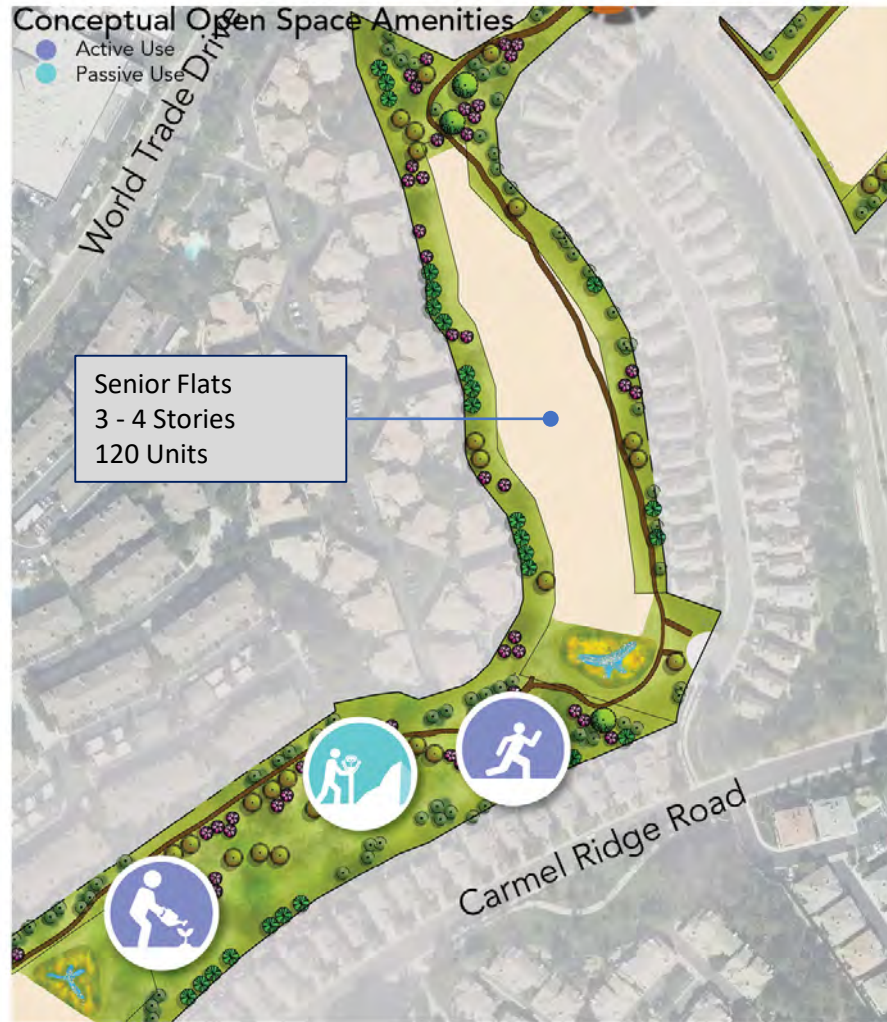 Conceptual Open Space Amenities
Active Use
Passive Use
World Trade Drive
Senior Flats
3 - 4 Stories
120 Units
Carmel Ridge Road